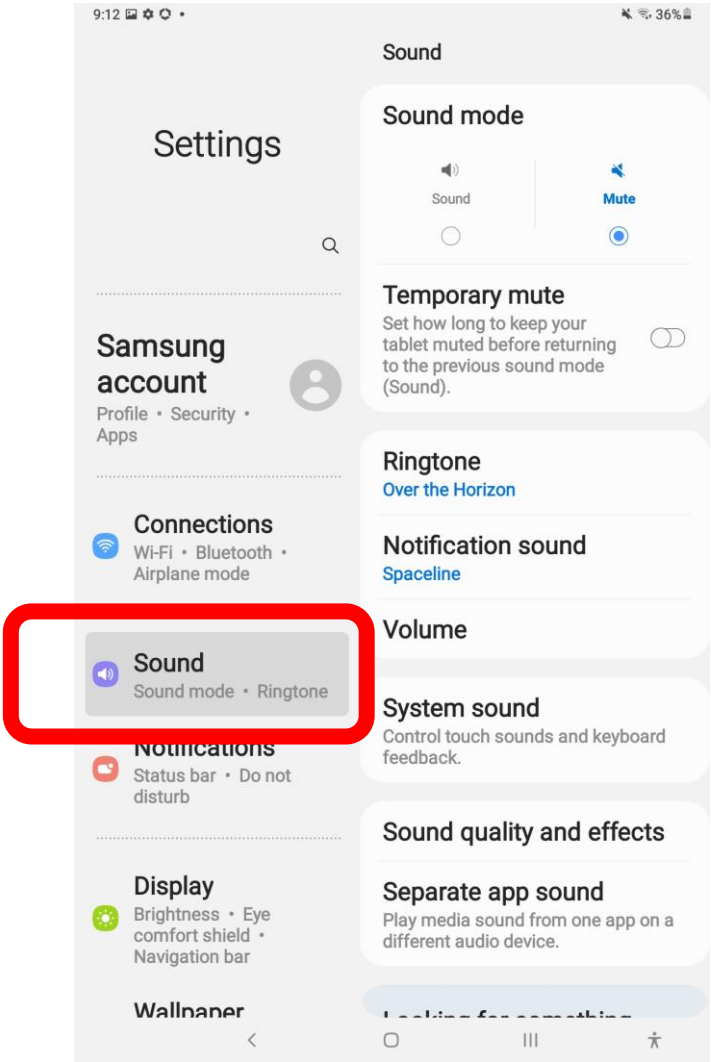 9:12
36%
Settings
Samsung
account
Profile • Security •
Apps
Connections
Wi-Fi • Bluetooth •
Airplane mode
Sound
Sound mode • Ringtone
Notifications
Status bar • Do not
disturb
Display
Brightness • Eye
comfort shield •
Navigation bar
Wallpaper
Sound
Sound mode
Sound
Mute
Temporary mute
Set how long to keep your
tablet muted before returning
to the previous sound mode
(Sound).
Ringtone
Over the Horizon
Notification sound
Spaceline
Volume
System sound
Control touch sounds and keyboard
feedback.
Sound quality and effects
Separate app sound
Play media sound from one app on a
different audio device.
Looking for something